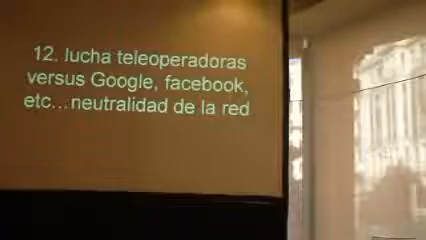 12. lucha teleoperadoras
versus Google, facebook,
etc...neutralidad de la red